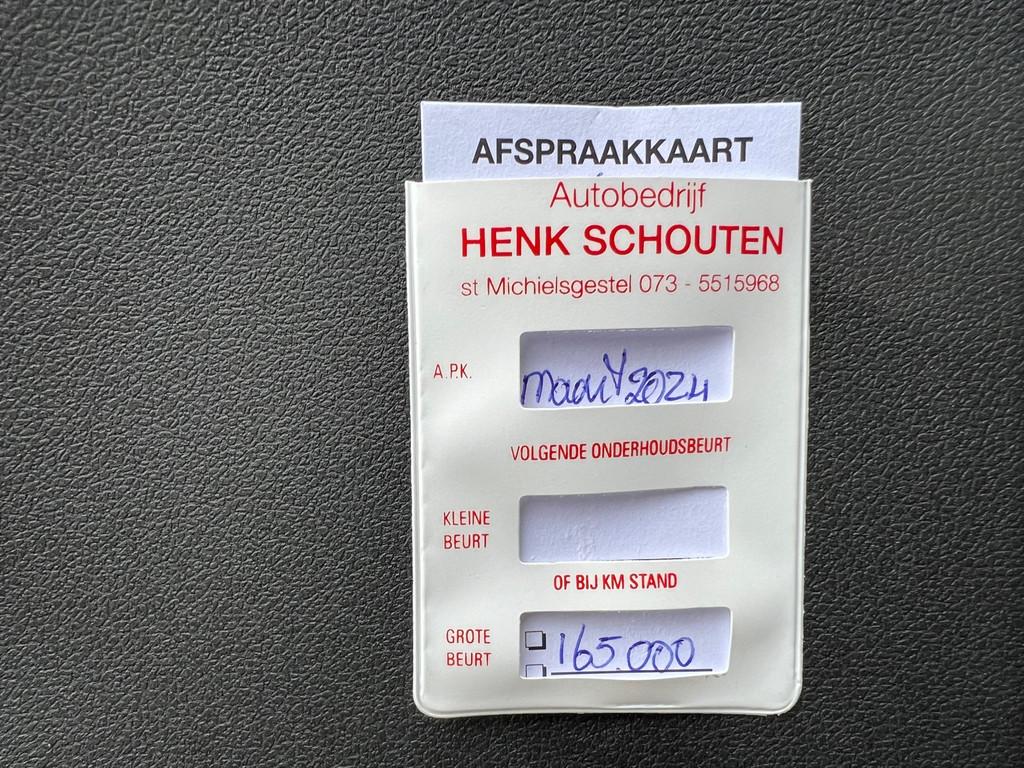 AFSPRAAKKAART
Autobedrijf
HENK SCHOUTEN
st Michielsgestel 073 - 5515968
A.P.K. maart 2024
VOLGENDE ONDERHOUDSBEURT
KLEINE
BEURT
OF BIJ KM STAND
GROTE
BEURT
165.000